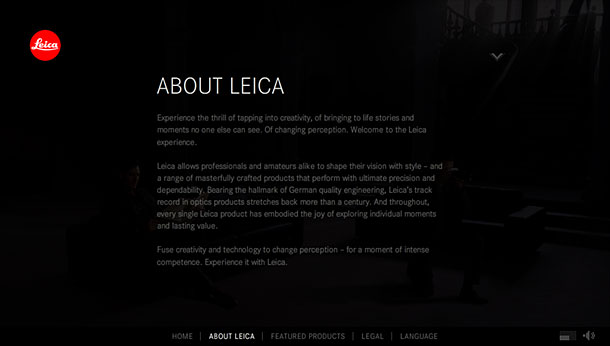 Leica
ABOUT LEICA
Experience the thrill of tapping into creativity, of bringing to life stories and
moments no one else can see. Of changing perception. Welcome to the Leica
experience.
Leica allows professionals and amateurs alike to shape their vision with style – and
a range of masterfully crafted products that perform with ultimate precision and
dependability. Bearing the hallmark of German quality engineering, Leica's track
record in optics products stretches back more than a century. And throughout,
every single Leica product has embodied the joy of exploring individual moments
and lasting value.
Fuse creativity and technology to change perception – for a moment of intense
competence. Experience it with Leica.
HOME | ABOUT LEICA | FEATURED PRODUCTS | LEGAL | LANGUAGE